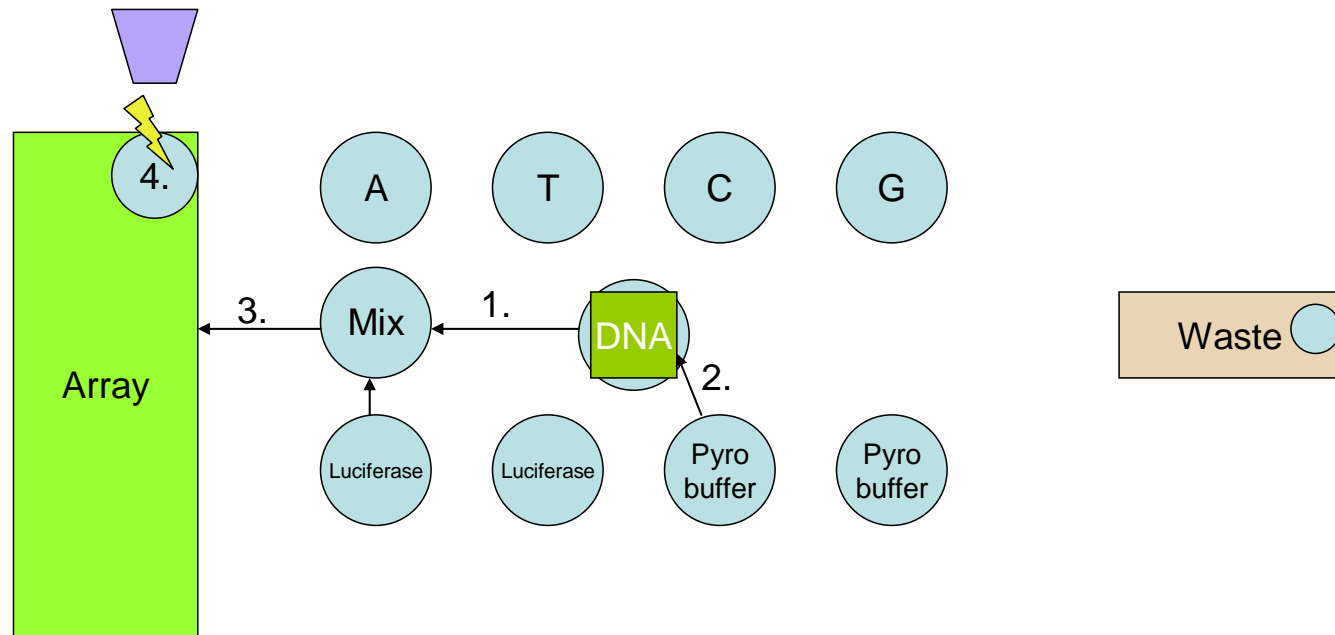 4.
A
T
C
G
3.
Mix
1.
DNA
2.
Waste
Array
Luciferase
Luciferase
Pyro
buffer
Pyro
buffer